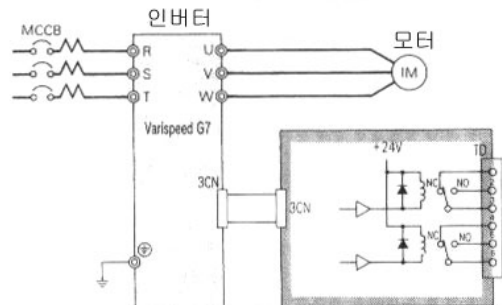 인버터
MCCB
모터
R
U
S
V
IM
T
W
Varispeed G7
+24V
TD
3CN
3CN
NC
NO
NC
NO